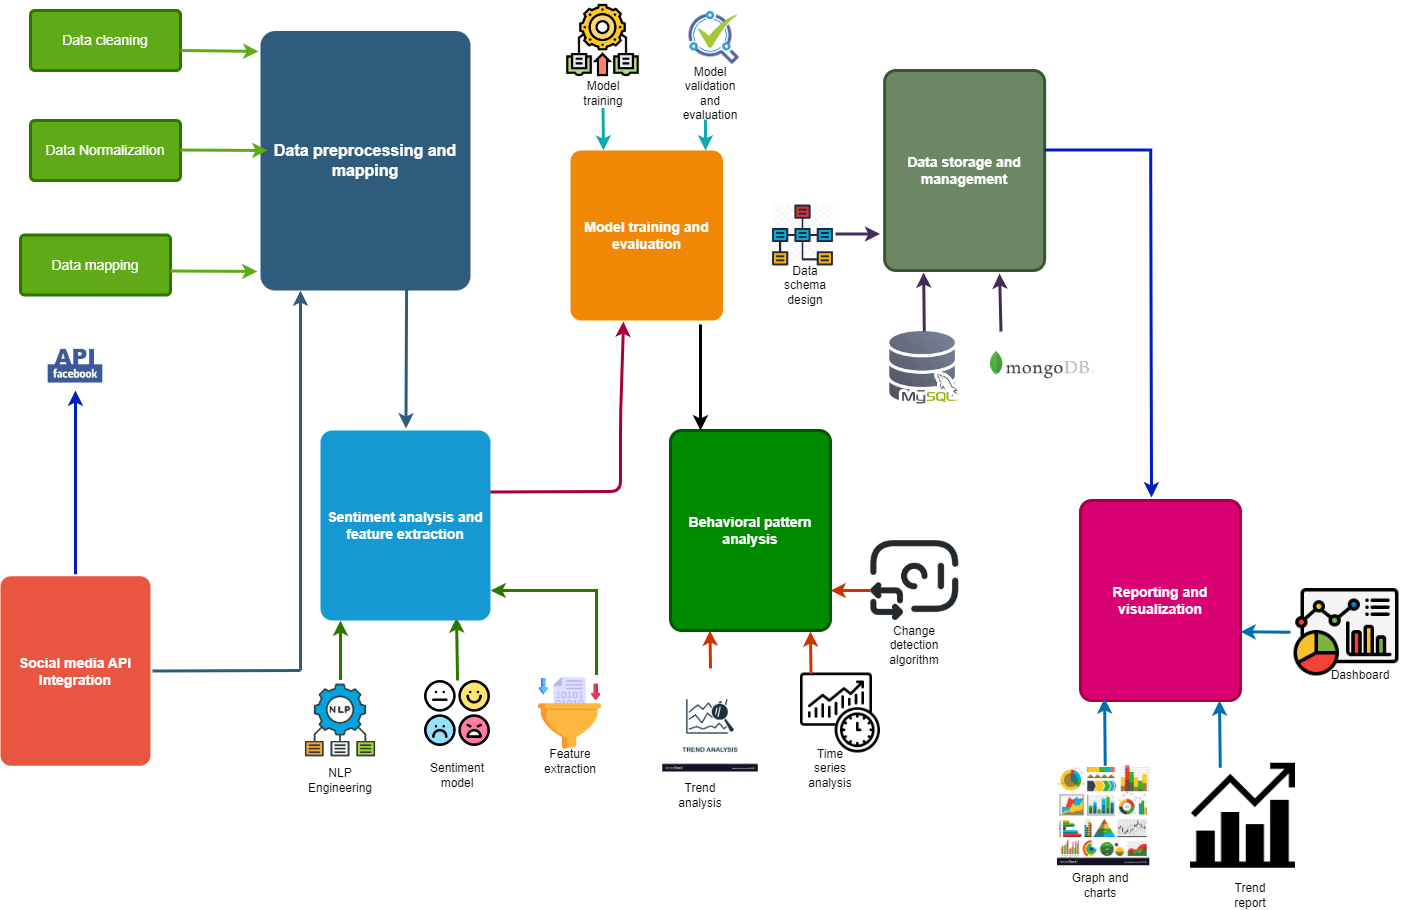 Data cleaning
Data Normalization
Data mapping
Data preprocessing and
mapping
API
facebook
Social media API
Integration
Sentiment analysis and
feature extraction
NLP
NLP
Engineering
Sentiment
model
10101
01010
Feature
extraction
Model
training
Model
validation
and
evaluation
Model training and
evaluation
Behavioral pattern
analysis
TREND ANALYSIS
Trend
analysis
Time
series
analysis
Change
detection
algorithm
Data storage and
management
Data
schema
design
MySQL
mongoDB
Reporting and
visualization
Dashboard
Graph and
charts
Trend
report